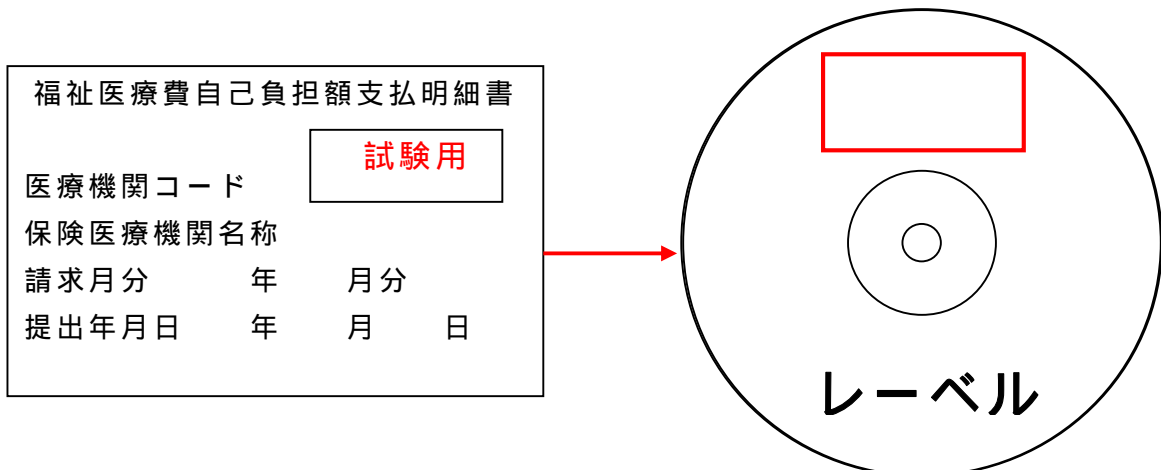 福祉医療費自己負担額支払明細書
試験用
医療機関コード
保険医療機関名称
請求月分 年 月分
提出年月日 年 月 日
レーベル